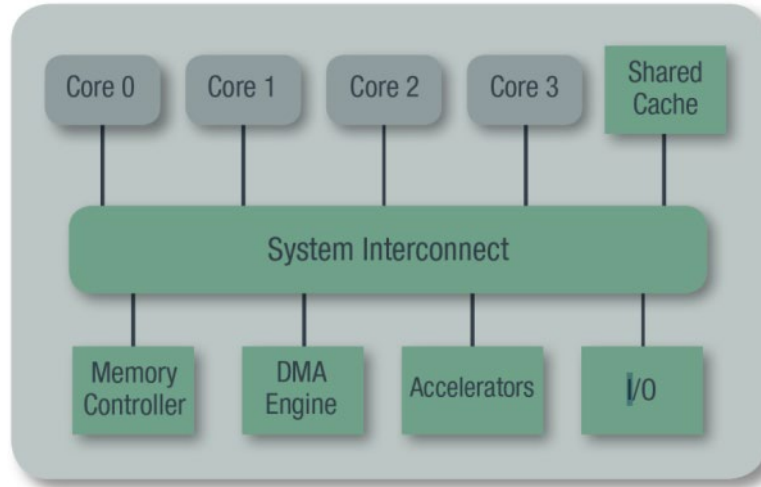 Core 0
Core 1
Core 2
Core 3
Shared
Cache
System Interconnect
Memory
Controller
DMA
Engine
Accelerators
I/O